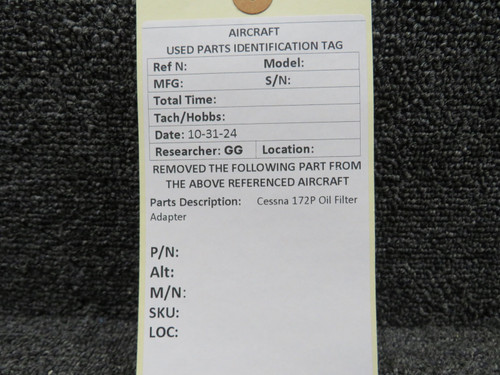 AIRCRAFT
USED PARTS IDENTIFICATION TAG
Ref N: Model:
MFG: S/N:
Total Time:
Tach/Hobbs:
Date: 10-31-24
Researcher: GG Location:
REMOVED THE FOLLOWING PART FROM
THE ABOVE REFERENCED AIRCRAFT
Parts Description: Cessna 172P Oil Filter
Adapter
P/N:
Alt:
M/N:
SKU:
LOC: